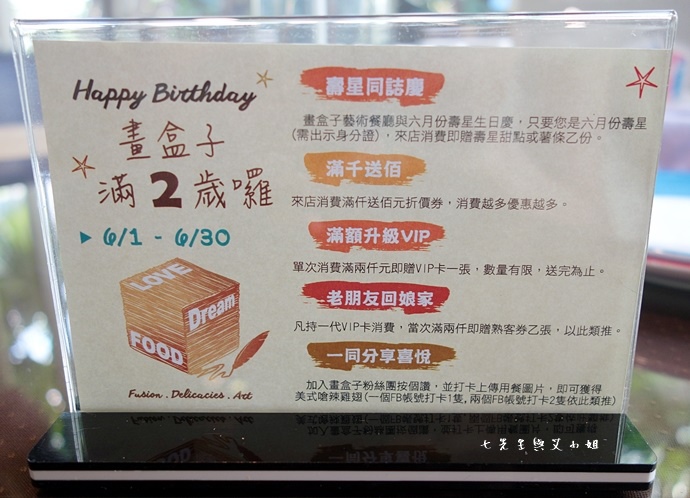 Happy Birthday
畫盒子
滿2歲囉
6/1 - 6/30
LOVE
Dream
FOOD
Fusion . Delicacies . Art
壽星同誌慶
畫盒子藝術餐廳與六月份壽星生日慶，只要您是六月份壽星
(需出示身分證)，來店消費即贈壽星甜點或薯條乙份。
滿千送佰
來店消費滿仟送佰元折價券，消費越多優惠越多。
滿額升級VIP
單次消費滿兩仟元即贈VIP卡一張，數量有限，送完為止。
老朋友回娘家
凡持一代VIP卡消費，當次滿兩仟即贈熟客券乙張，以此類推。
一同分享喜悅
加入畫盒子粉絲團按個讚，並打卡上傳用餐圖片，即可獲得
美式嗆辣雞翅(一個FB帳號打卡1隻,兩個FB帳號打卡2隻依此類推)
七先生與艾小姐